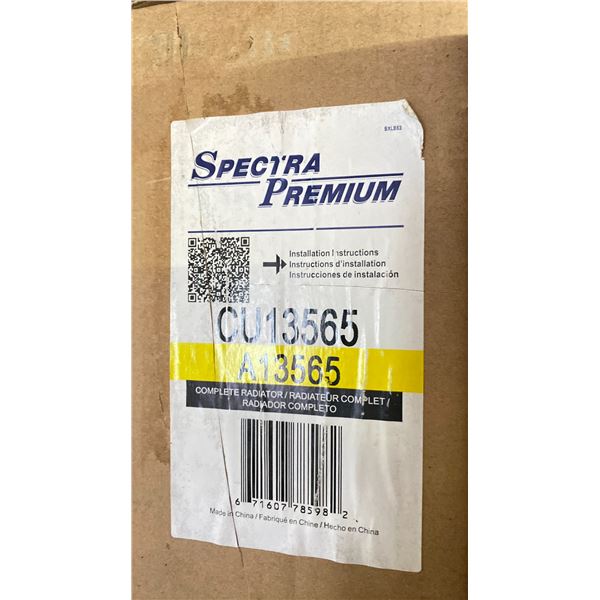 BXLB53
SPECTRA
PREMIUM
Installation Instructions
Instructions d'installation
Instrucciones de instalación
CU13565
A13565
COMPLETE RADIATOR / RADIATEUR COMPLET /
RADIADOR COMPLETO
6 71607 78598 2
Made in China / Fabriqué en Chine / Hecho en China